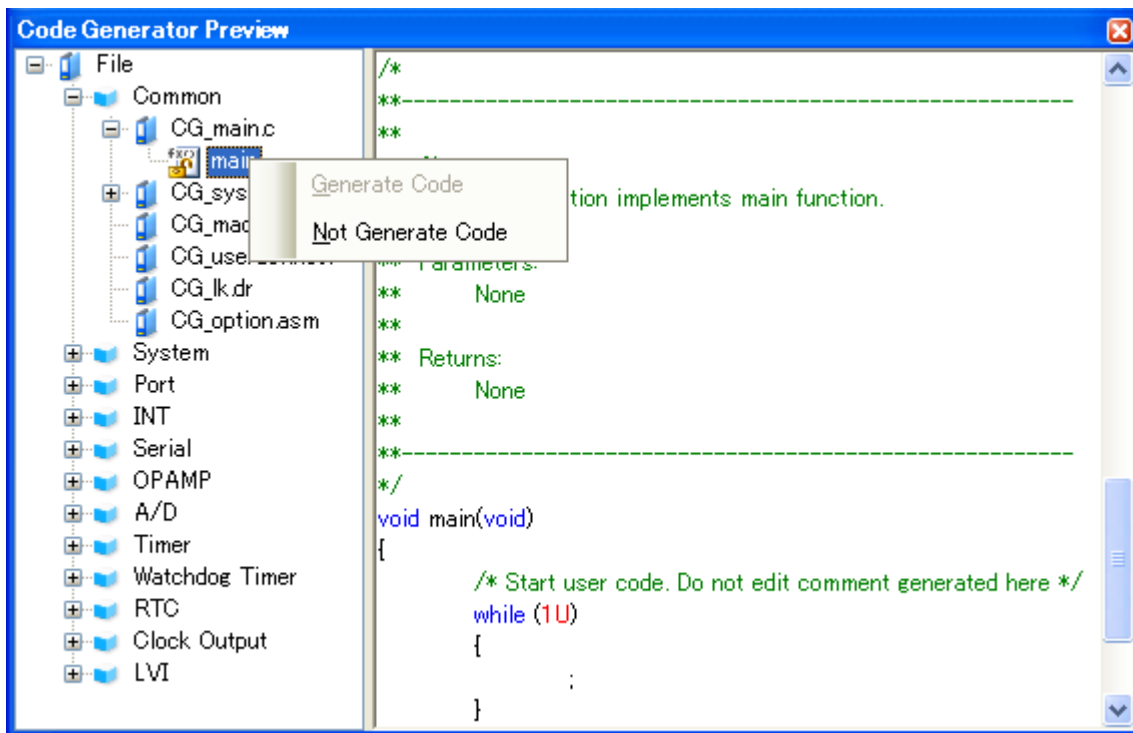 Code Generator Preview
File
Common
CG_main.c
main
CG_sys
CG_mac
CG_use
CG_lk.dr
CG_option.asm
System
Port
INT
Serial
OPAMP
A/D
Timer
Watchdog Timer
RTC
Clock Output
LVI
Generate Code
Not Generate Code
/*
**--------------------------------------------------------
**
tion implements main function.
** Parameters:
** None
**
** Returns:
** None
**
**--------------------------------------------------------
*/
void main(void)
{
/* Start user code. Do not edit comment generated here */
while (1U)
{
;
}